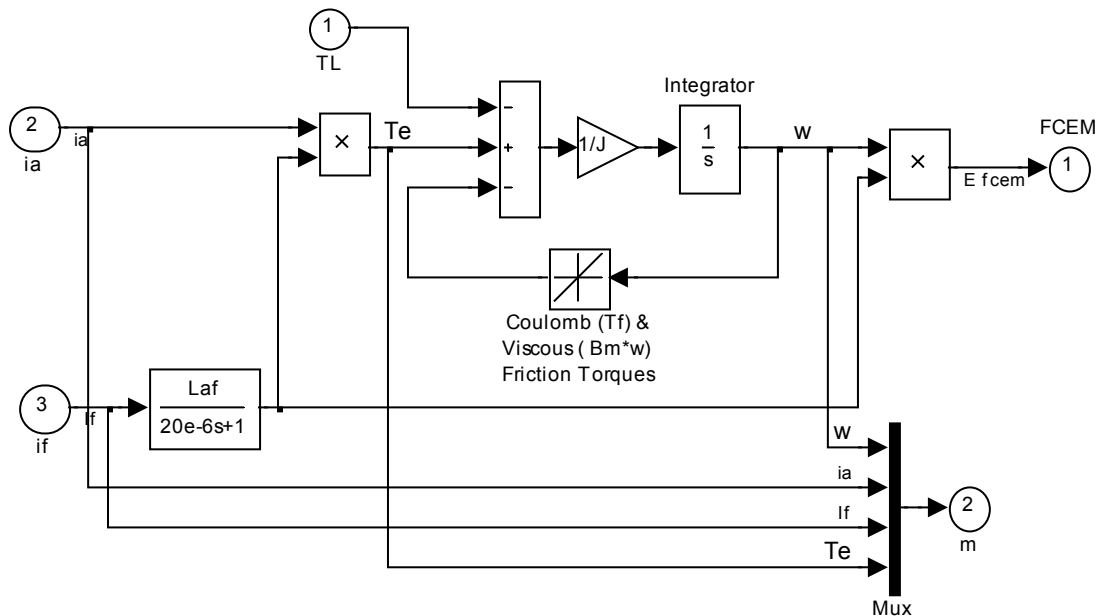 1
TL
Integrator
2
ia
ia
×
Te
−
+
−
1/J
1
s
w
×
FCEM
E fcem
1
Coulomb (Tf) &
Viscous ( Bm*w)
Friction Torques
3
if
If
Laf
20e-6s+1
w
ia
If
Te
Mux
2
m